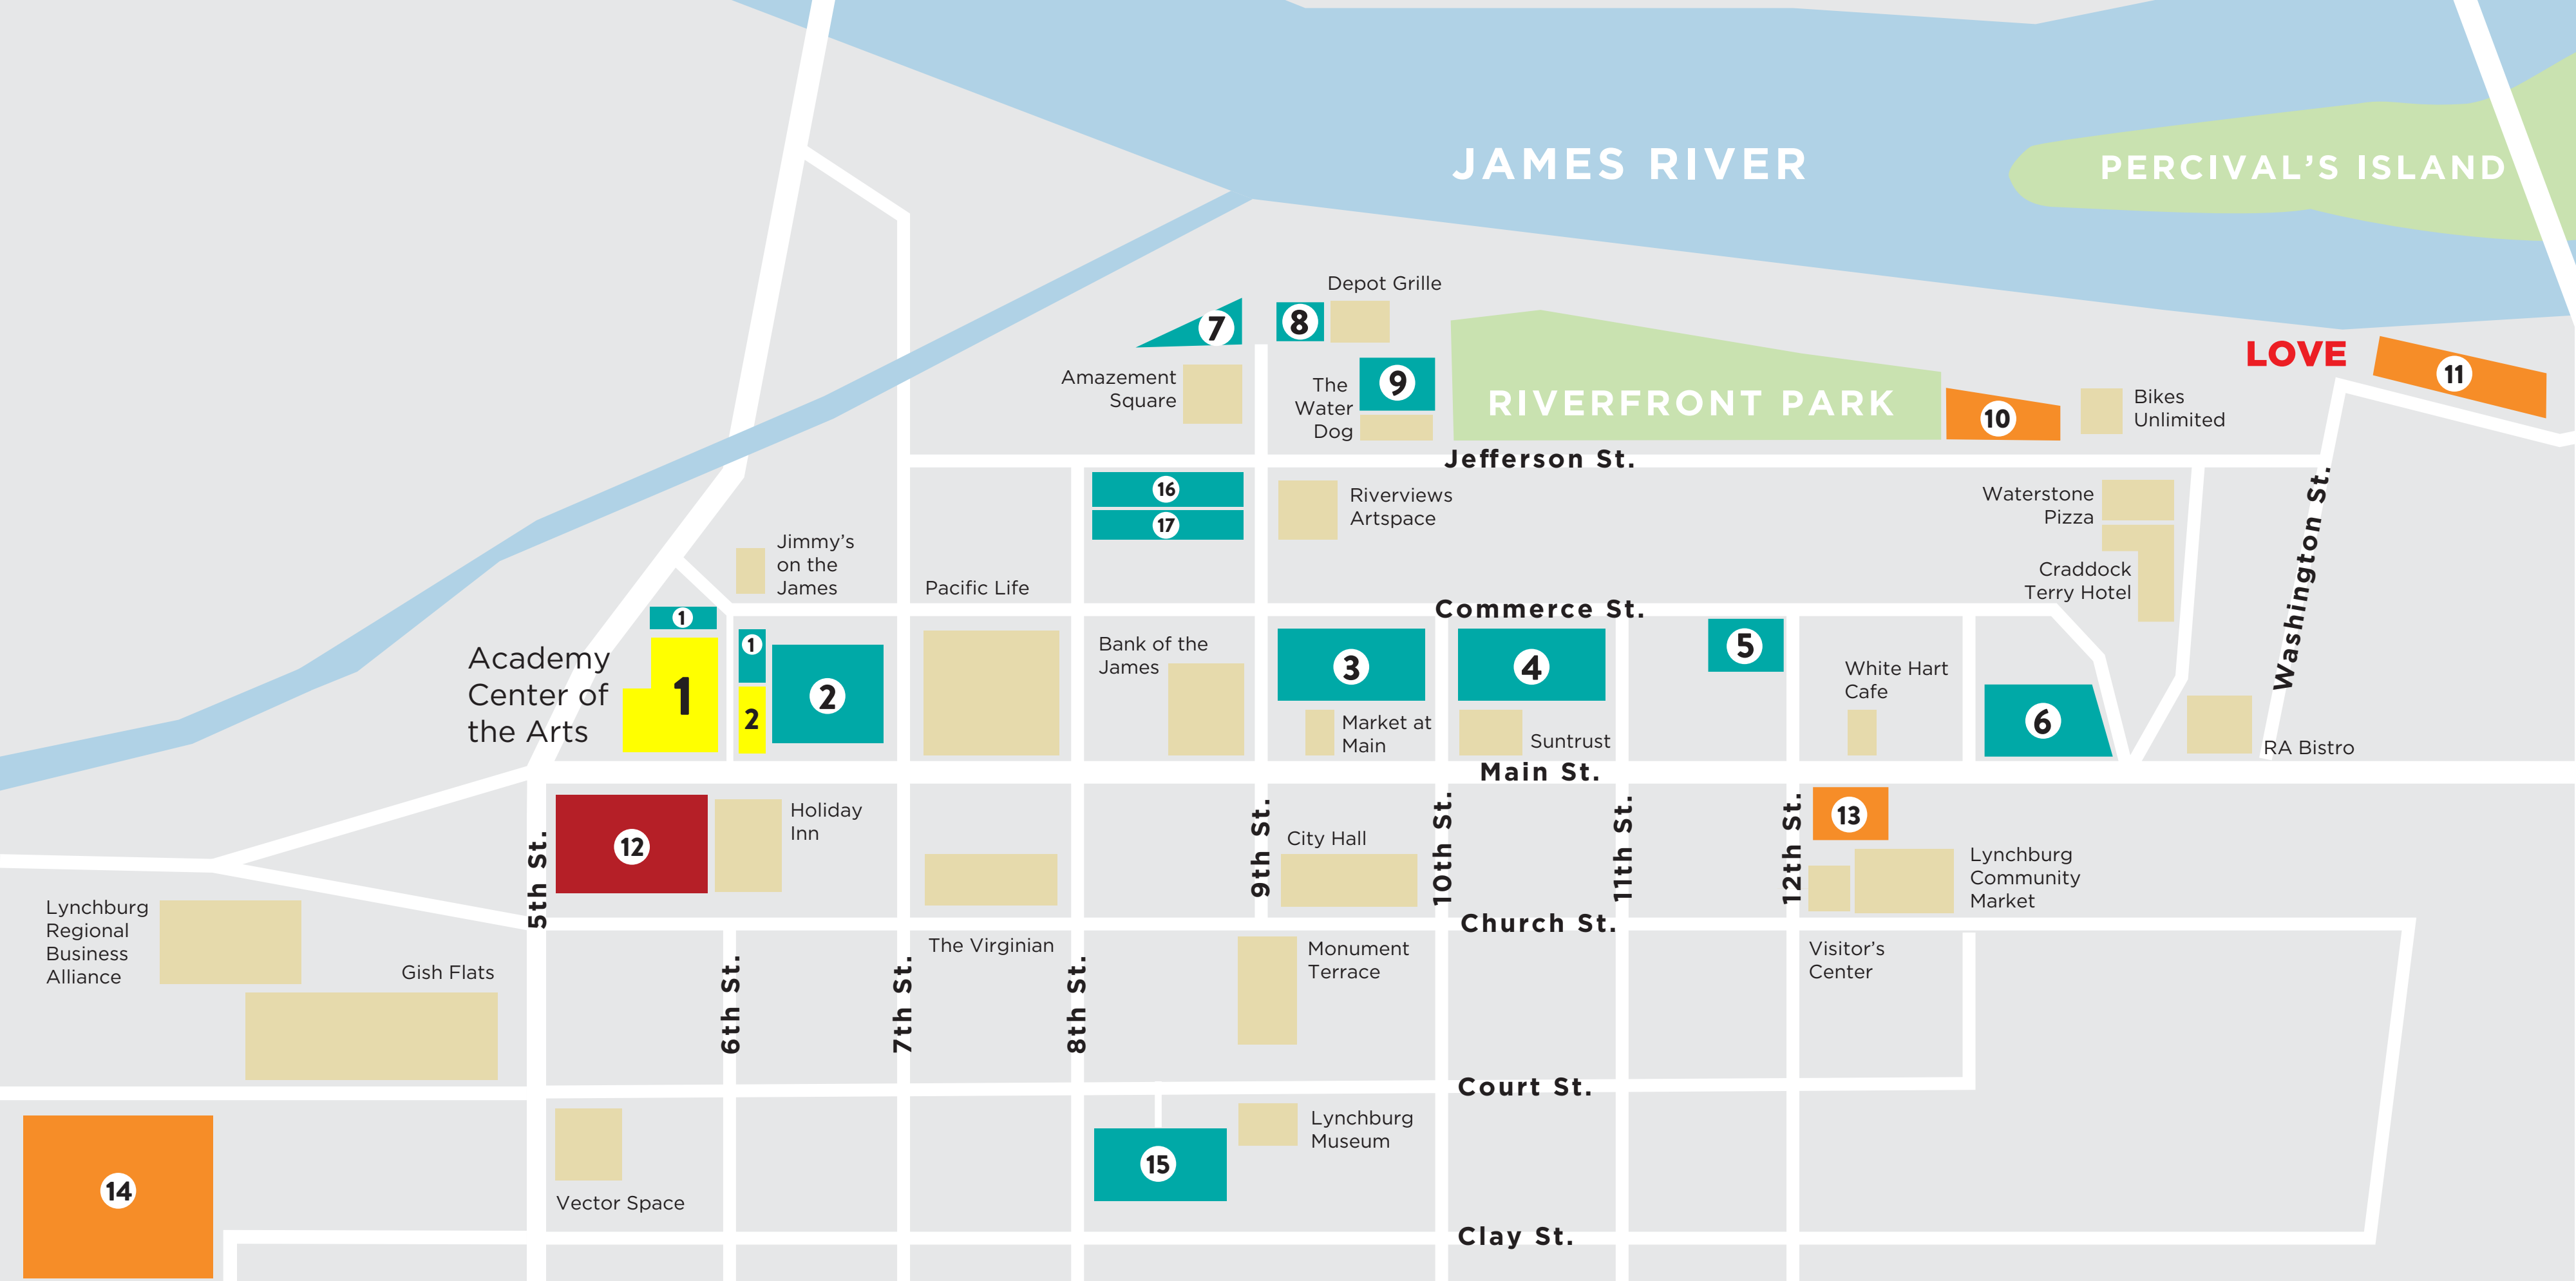 JAMES RIVER
PERCIVAL'S ISLAND
Depot Grille
7
8
LOVE
11
Amazement
Square
The
Water
Dog
9
RIVERFRONT PARK
10
Bikes
Unlimited
Jefferson St.
16
17
Riverviews
Artspace
Waterstone
Pizza
Washington St.
Jimmy's
on the
James
Pacific Life
Craddock
Terry Hotel
Commerce St.
1
Academy
Center of
the Arts
1
1
2
2
Bank of the
James
3
4
5
White Hart
Cafe
6
Market at
Main
Suntrust
RA Bistro
Main St.
12
Holiday
Inn
5th St.
9th St.
City Hall
10th St.
11th St.
12th St.
13
Lynchburg
Community
Market
Lynchburg
Regional
Business
Alliance
Church St.
Gish Flats
6th St.
The Virginian
7th St.
8th St.
Monument
Terrace
Visitor's
Center
Court St.
14
Vector Space
15
Lynchburg
Museum
Clay St.